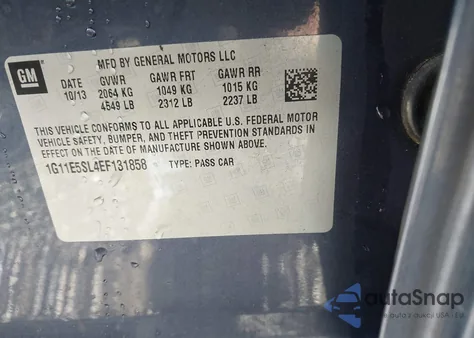 MFD BY GENERAL MOTORS LLC
GM
DATE GVWR GAWR FRT GAWR RR
10/13 2064 KG 1049 KG 1015 KG
4549 LB 2312 LB 2237 LB
THIS VEHICLE CONFORMS TO ALL APPLICABLE U.S. FEDERAL MOTOR
VEHICLE SAFETY, BUMPER, AND THEFT PREVENTION STANDARDS IN
EFFECT ON THE DATE OF MANUFACTURE SHOWN ABOVE.
1G11E5SL4EF131858 TYPE: PASS CAR
autoSnap